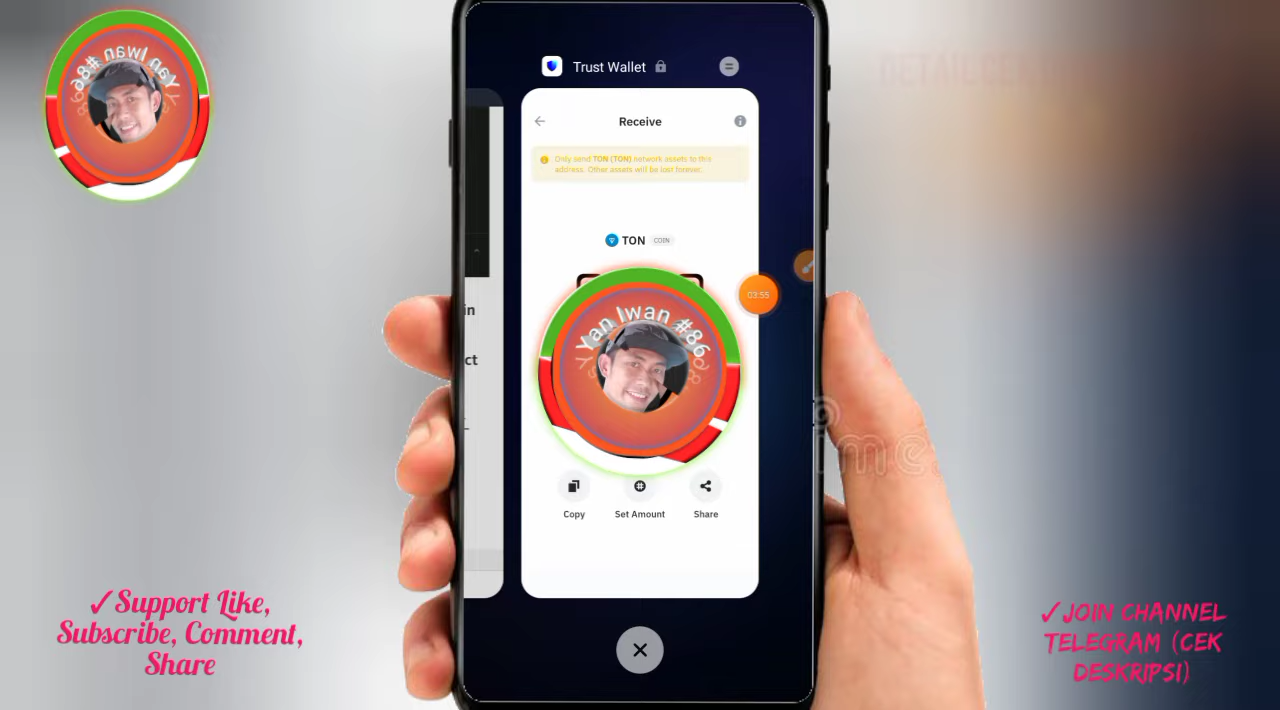 Yan Iwan #86
Trust Wallet
Receive
Only send TON (TON) network assets to this
address. Other assets will be lost forever.
TON COIN
in
ct
03:55
Yan Iwan #86
Copy
Set Amount
Share
✓Support Like,
Subscribe, Comment,
Share
✓JOIN CHANNEL
TELEGRAM (CEK
DESKRIPSI)